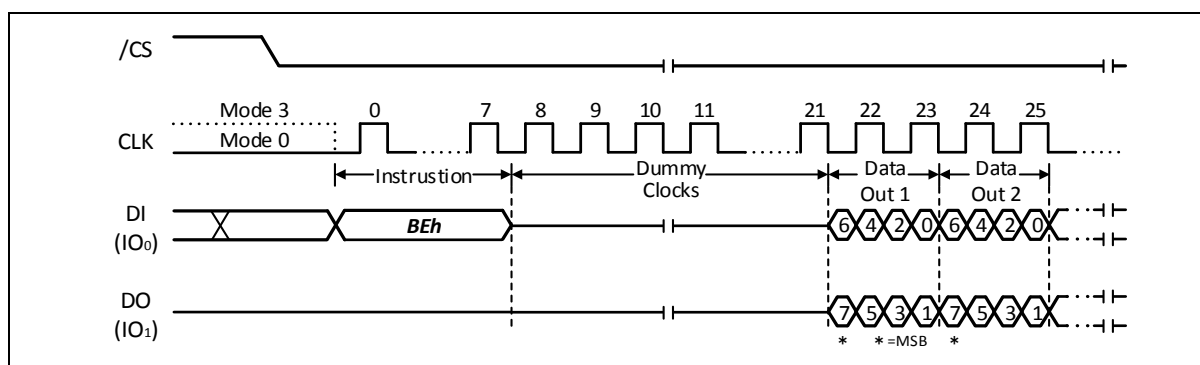 /CS
Mode 3
Mode 0
CLK
0 7 8 9 10 11 21 22 23 24 25
Instrustion
Dummy
Clocks
Data
Out 1
Data
Out 2
DI
(IO₀)
BEh
6 4 2 0 6 4 2 0
DO
(IO₁)
7 5 3 1 7 5 3 1
* * =MSB *